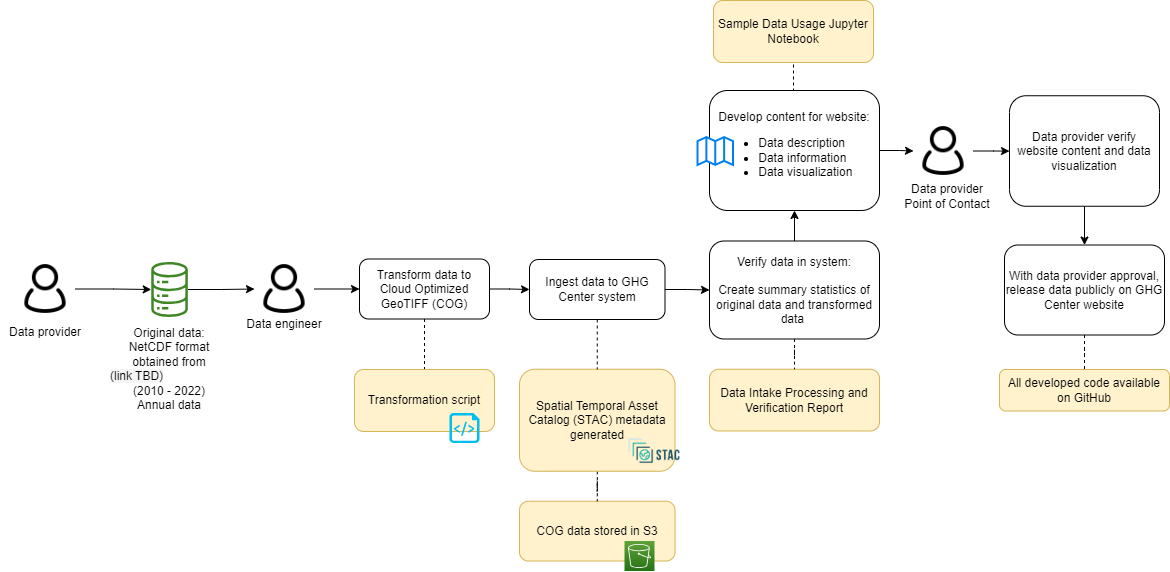 Sample Data Usage Jupyter
Notebook
Develop content for website:
Data description
Data information
Data visualization
Data provider
Point of Contact
Data provider verify
website content and data
visualization
Data provider
Original data:
NetCDF format
obtained from
(link TBD)
(2010 - 2022)
Annual data
Data engineer
Transform data to
Cloud Optimized
GeoTIFF (COG)
Ingest data to GHG
Center system
Verify data in system:
Create summary statistics of
original data and transformed
data
With data provider approval,
release data publicly on GHG
Center website
Transformation script
</>
Spatial Temporal Asset
Catalog (STAC) metadata
generated
STAC
Data Intake Processing and
Verification Report
All developed code available
on GitHub
COG data stored in S3